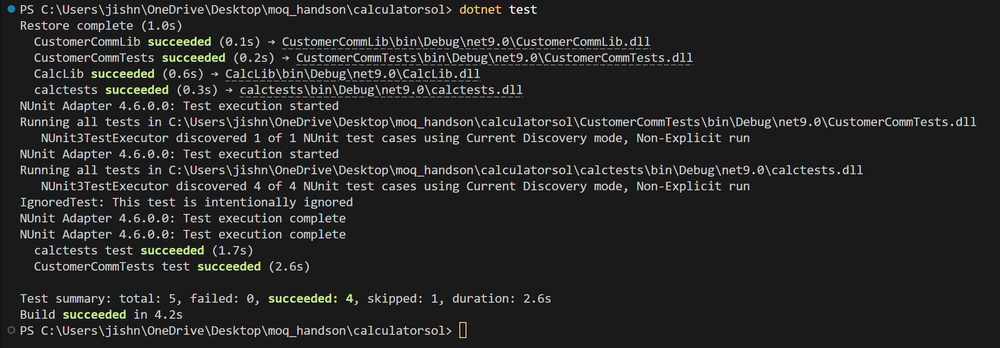 PS C:\Users\jishn\OneDrive\Desktop\moq_handson\calculatorsol> dotnet test
Restore complete (1.0s)
  CustomerCommLib succeeded (0.1s) → CustomerCommLib\bin\Debug\net9.0\CustomerCommLib.dll
  CustomerCommTests succeeded (0.2s) → CustomerCommTests\bin\Debug\net9.0\CustomerCommTests.dll
  CalcLib succeeded (0.6s) → CalcLib\bin\Debug\net9.0\CalcLib.dll
  calctests succeeded (0.3s) → calctests\bin\Debug\net9.0\calctests.dll
NUnit Adapter 4.6.0.0: Test execution started
Running all tests in C:\Users\jishn\OneDrive\Desktop\moq_handson\calculatorsol\CustomerCommTests\bin\Debug\net9.0\CustomerCommTests.dll
   NUnit3TestExecutor discovered 1 of 1 NUnit test cases using Current Discovery mode, Non-Explicit run
NUnit Adapter 4.6.0.0: Test execution started
Running all tests in C:\Users\jishn\OneDrive\Desktop\moq_handson\calculatorsol\calctests\bin\Debug\net9.0\calctests.dll
   NUnit3TestExecutor discovered 4 of 4 NUnit test cases using Current Discovery mode, Non-Explicit run
IgnoredTest: This test is intentionally ignored
NUnit Adapter 4.6.0.0: Test execution complete
NUnit Adapter 4.6.0.0: Test execution complete
  calctests test succeeded (1.7s)
  CustomerCommTests test succeeded (2.6s)

Test summary: total: 5, failed: 0, succeeded: 4, skipped: 1, duration: 2.6s
Build succeeded in 4.2s
PS C:\Users\jishn\OneDrive\Desktop\moq_handson\calculatorsol>